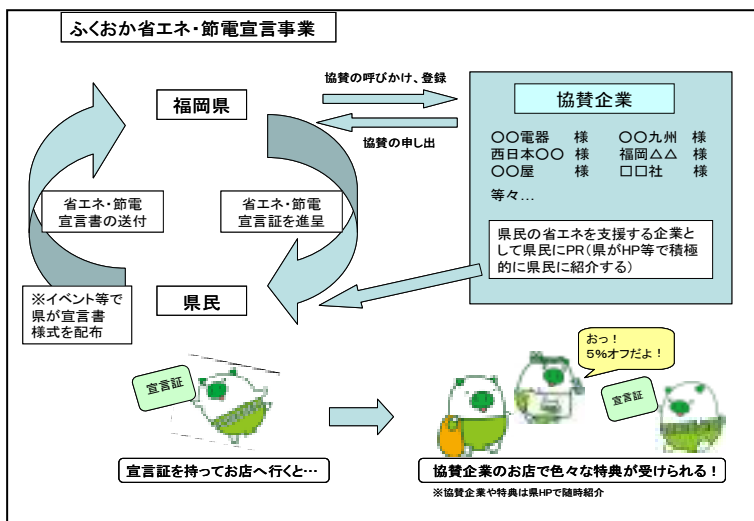 ふくおか省エネ・節電宣言事業
協賛の呼びかけ、登録
福岡県
協賛の申し出
協賛企業
〇〇電器　様　〇〇九州　様
西日本〇〇　様　福岡△△　様
〇〇屋　様　□□社　様
等々…
県民の省エネを支援する企業と
して県民にPR(県がHP等で積極
的に県民に紹介する)
省エネ・節電
宣言書の送付
省エネ・節電
宣言証を進呈
県民
※イベント等で
県が宣言書
様式を配布
宣言証
おっ！
5%オフだよ！
宣言証
宣言証を持ってお店へ行くと…
協賛企業のお店で色々な特典が受けられる！
※協賛企業や特典は県HPで随時紹介